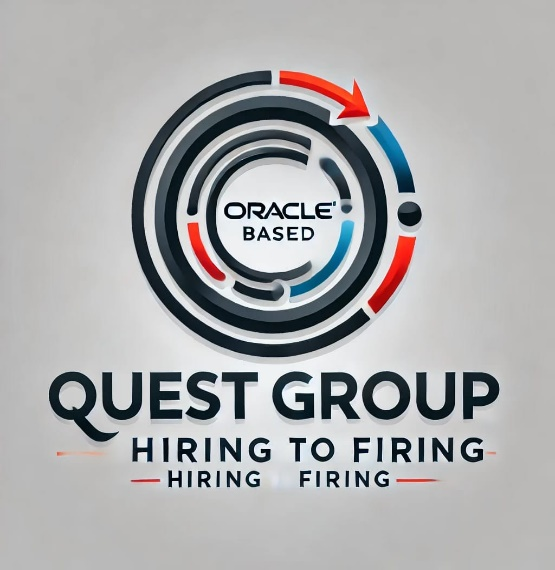 ORACLE'
BASED
QUEST GROUP
HIRING TO FIRING
HIRING FIRING